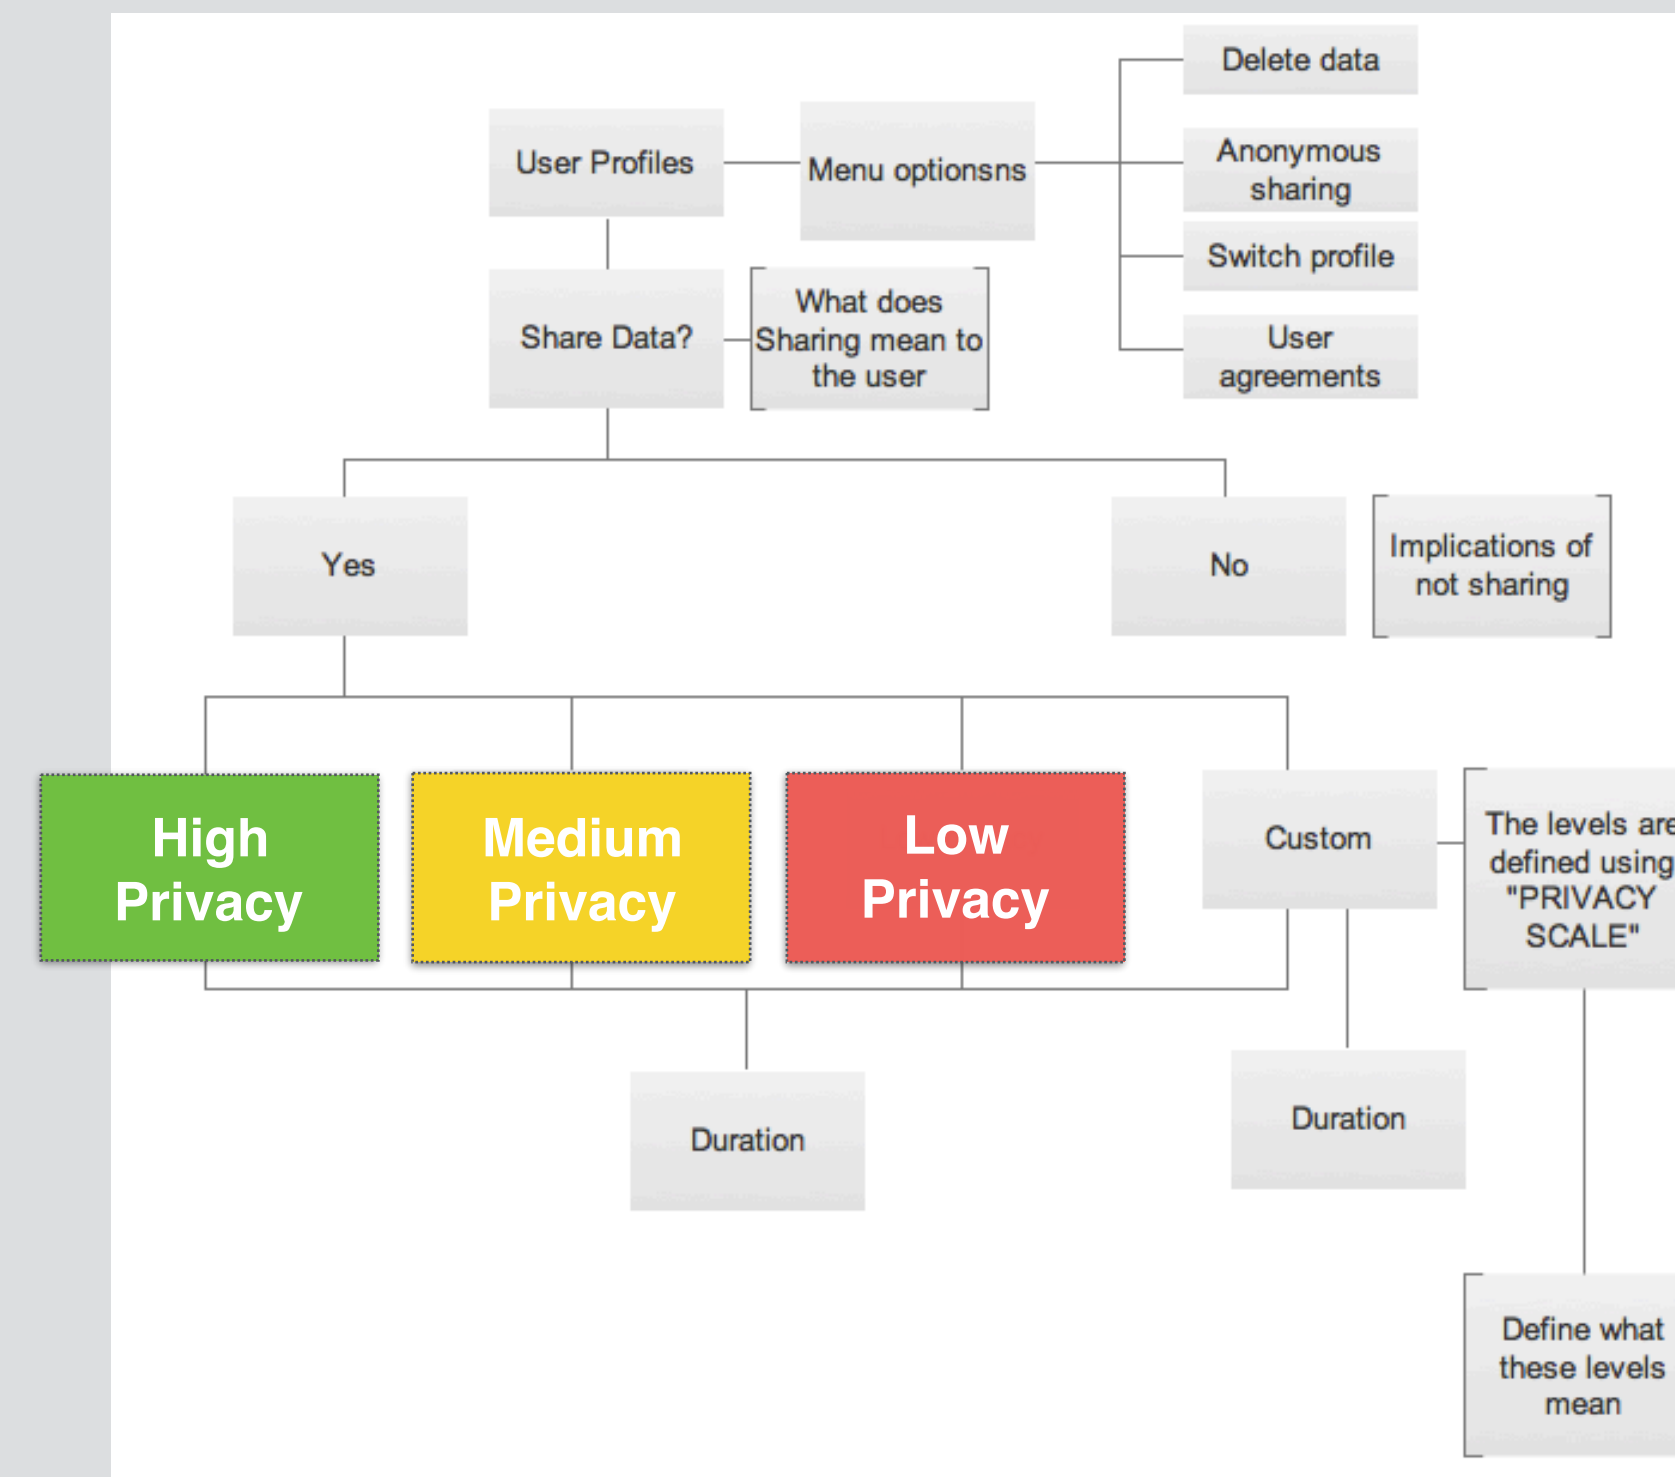 Delete data
User Profiles
Menu optionsns
Anonymous
sharing
Switch profile
User
agreements
Share Data?
What does
Sharing mean to
the user
Yes
No
Implications of
not sharing
High
Privacy
Medium
Privacy
Low
Privacy
Custom
The levels are
defined using
"PRIVACY
SCALE"
Duration
Duration
Define what
these levels
mean